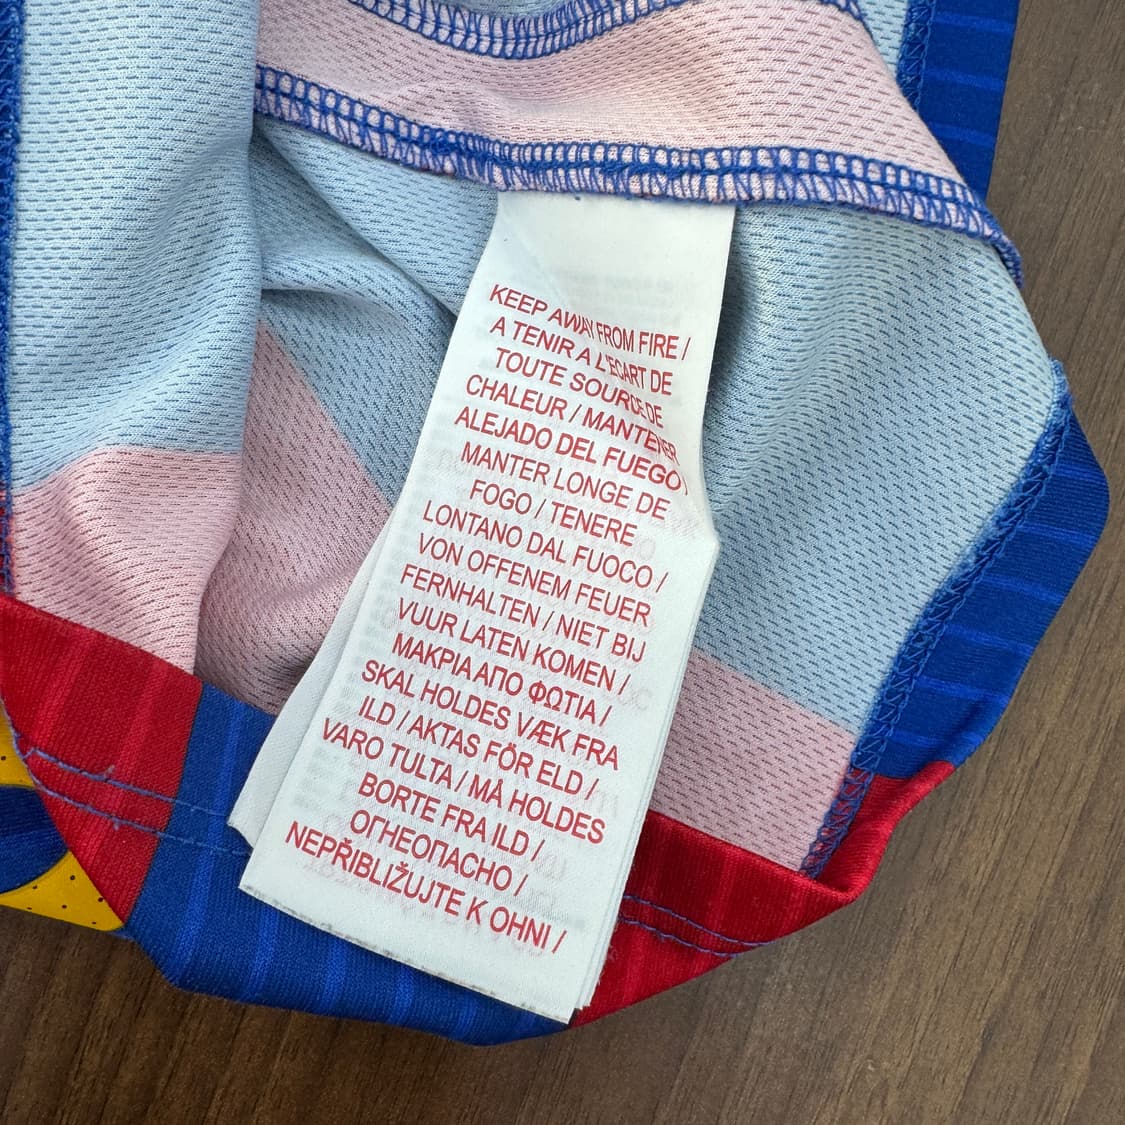 KEEP AWAY FROM FIRE /
A TENIR A L'ECART DE
TOUTE SOURCE DE
CHALEUR / MANTENER
ALEJADO DEL FUEGO /
MANTER LONGE DE
FOGO / TENERE
LONTANO DAL FUOCO /
VON OFFENEM FEUER
FERNHALTEN / NIET BIJ
VUUR LATEN KOMEN /
ΜΑΚΡΙΑ ΑΠΟ ΦΩΤΙΑ /
SKAL HOLDES VÆK FRA
ILD / AKTAS FÖR ELD /
VARO TULTA / MÅ HOLDES
BORTE FRA ILD /
ОГНЕОПАСНО /
NEPŘIBLIŽUJTE K OHNI /